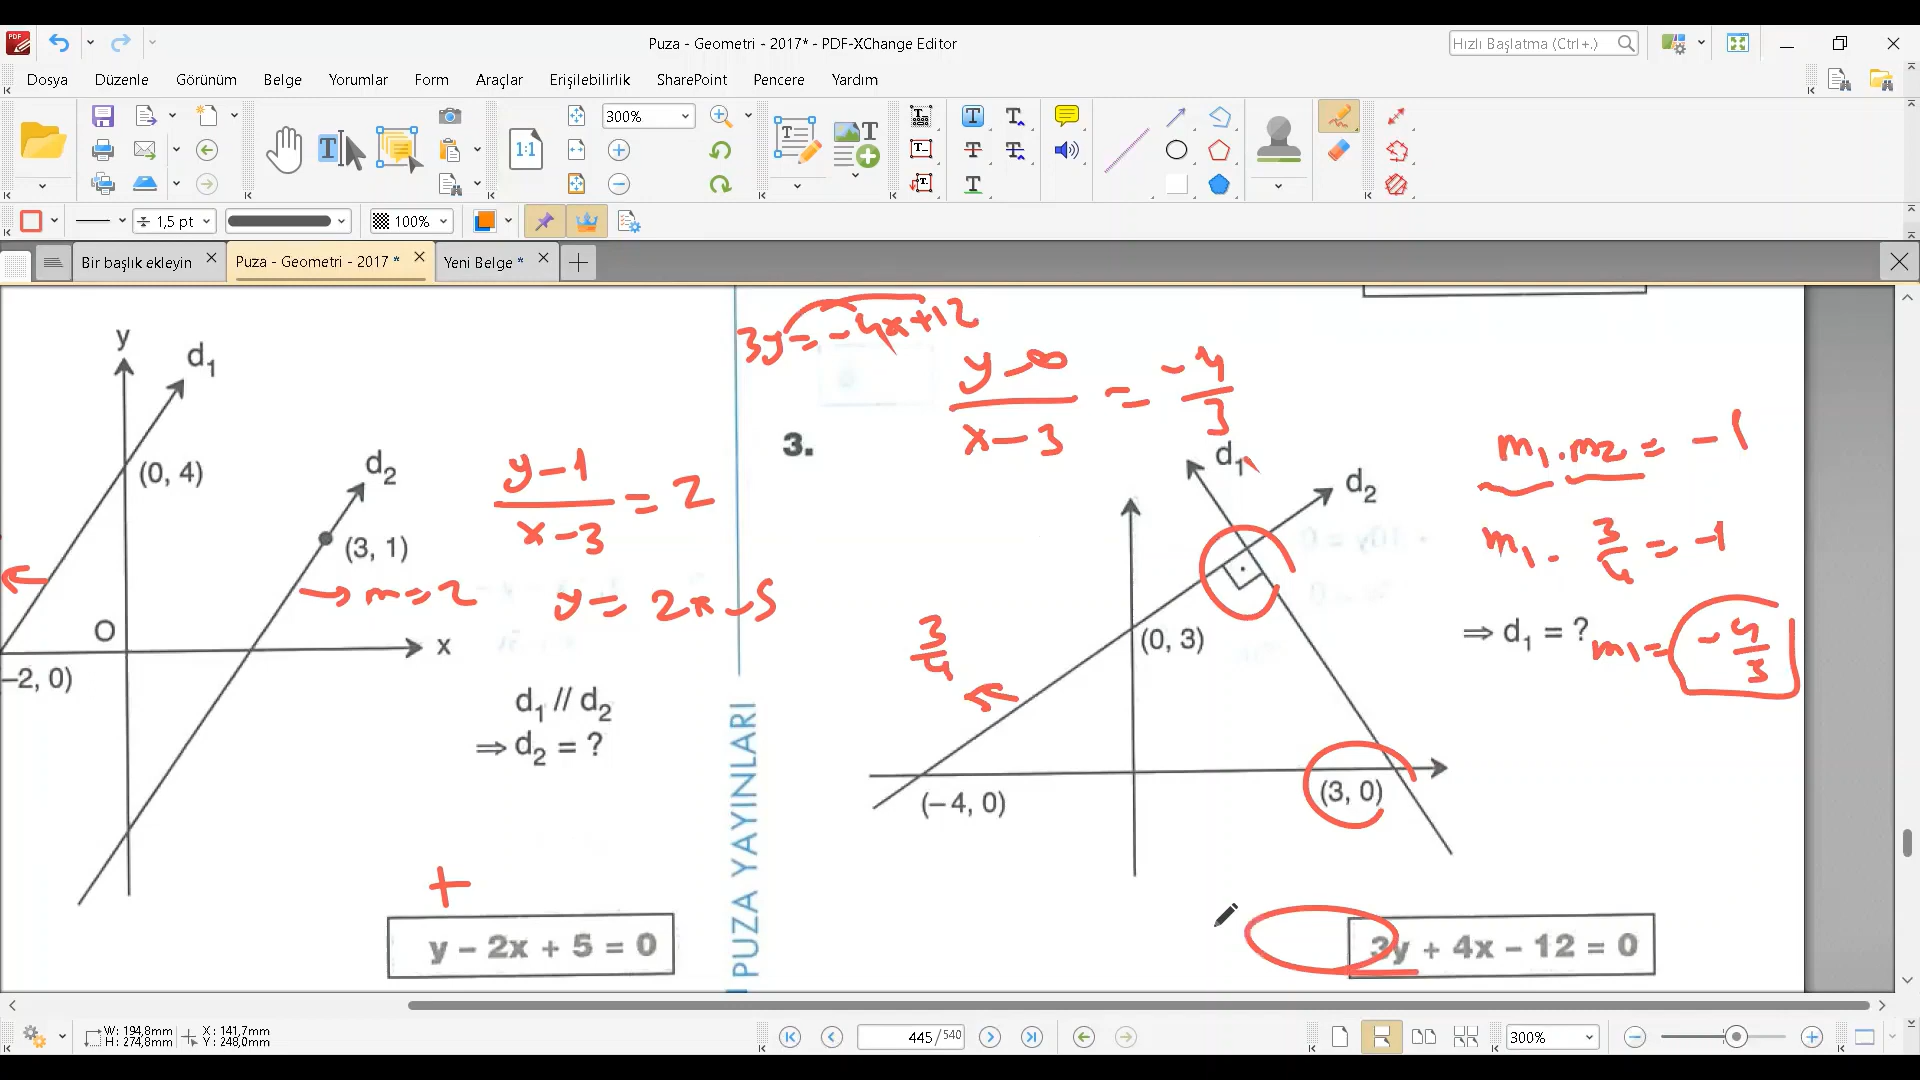 Puza - Geometri - 2017* - PDF-XChange Editor
Hızlı Başlatma (Ctrl+.)
Dosya Düzenle Görünüm Belge Yorumlar Form Araçlar Erişilebilirlik SharePoint Pencere Yardım
300%
1:1
1,5 pt
100%
Bir başlık ekleyin
Puza - Geometri - 2017 *
Yeni Belge *
y
d1
(0, 4)
d2
(3, 1)
O
x
−2, 0)
m=2
y-1
x-3
= 2
y = 2x-5
d1 // d2
⇒ d2 = ?
+
y − 2x + 5 = 0
PUZA YAYINLARI
3y = -4x+12
y-0
x-3
= -4/3
3.
d1
d2
(0, 3)
3/4
(−4, 0)
(3, 0)
m1 . m2 = -1
m1 . 3/4 = -1
⇒ d1 = ?
m1 = -4/3
3y + 4x − 12 = 0
W: 194,8mm
H: 274,8mm
X: 141,7mm
Y: 248,0mm
445/540
300%